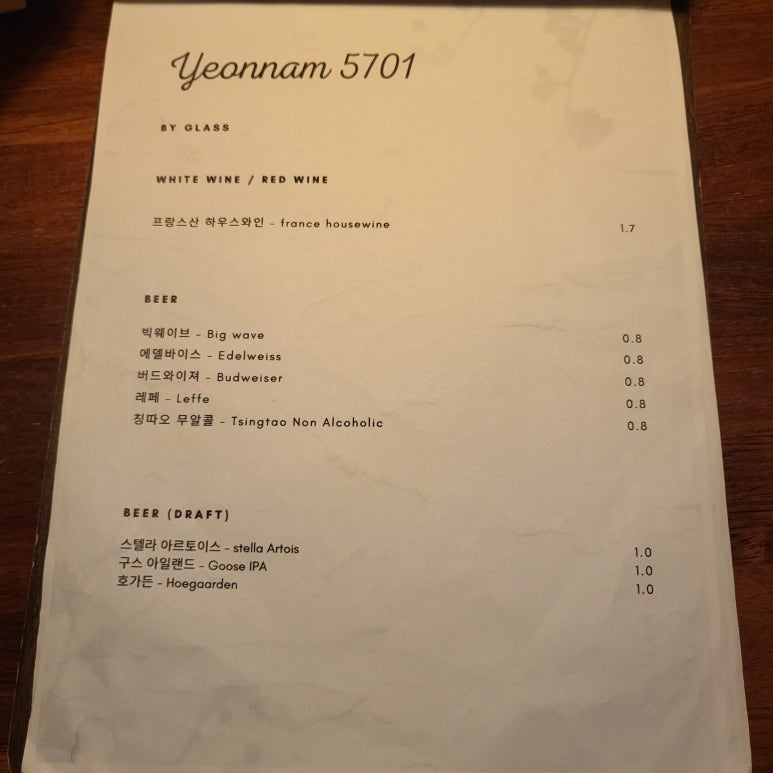 Yeonnam 5701
BY GLASS
WHITE WINE / RED WINE
프랑스산 하우스와인 - france housewine 1.7
BEER
빅웨이브 - Big wave 0.8
에델바이스 - Edelweiss 0.8
버드와이져 - Budweiser 0.8
레페 - Leffe 0.8
칭따오 무알콜 - Tsingtao Non Alcoholic 0.8
BEER (DRAFT)
스텔라 아르토이스 - stella Artois 1.0
구스 아일랜드 - Goose IPA 1.0
호가든 - Hoegaarden 1.0